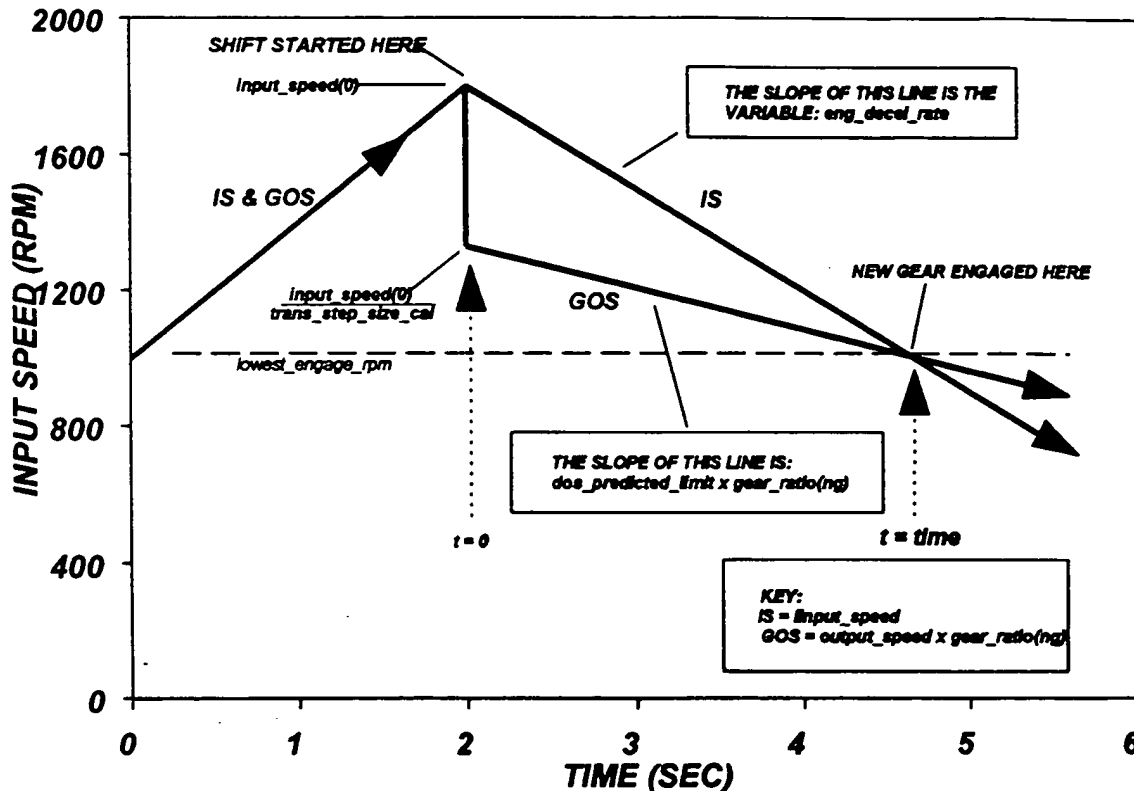 2000
1600
1200
800
400
0
INPUT SPEED (RPM)
SHIFT STARTED HERE
input_speed(0)
THE SLOPE OF THIS LINE IS THE
VARIABLE: eng_decel_rate
IS & GOS
IS
NEW GEAR ENGAGED HERE
input_speed(0)
trans_step_size_cal
GOS
lowest_engage_rpm
THE SLOPE OF THIS LINE IS:
dos_predicted_limit x gear_ratio(ng)
t = 0
t = time
KEY:
IS = Iinput_speed
GOS = output_speed x gear_ratio(ng)
0 1 2 3 4 5 6
TIME (SEC)